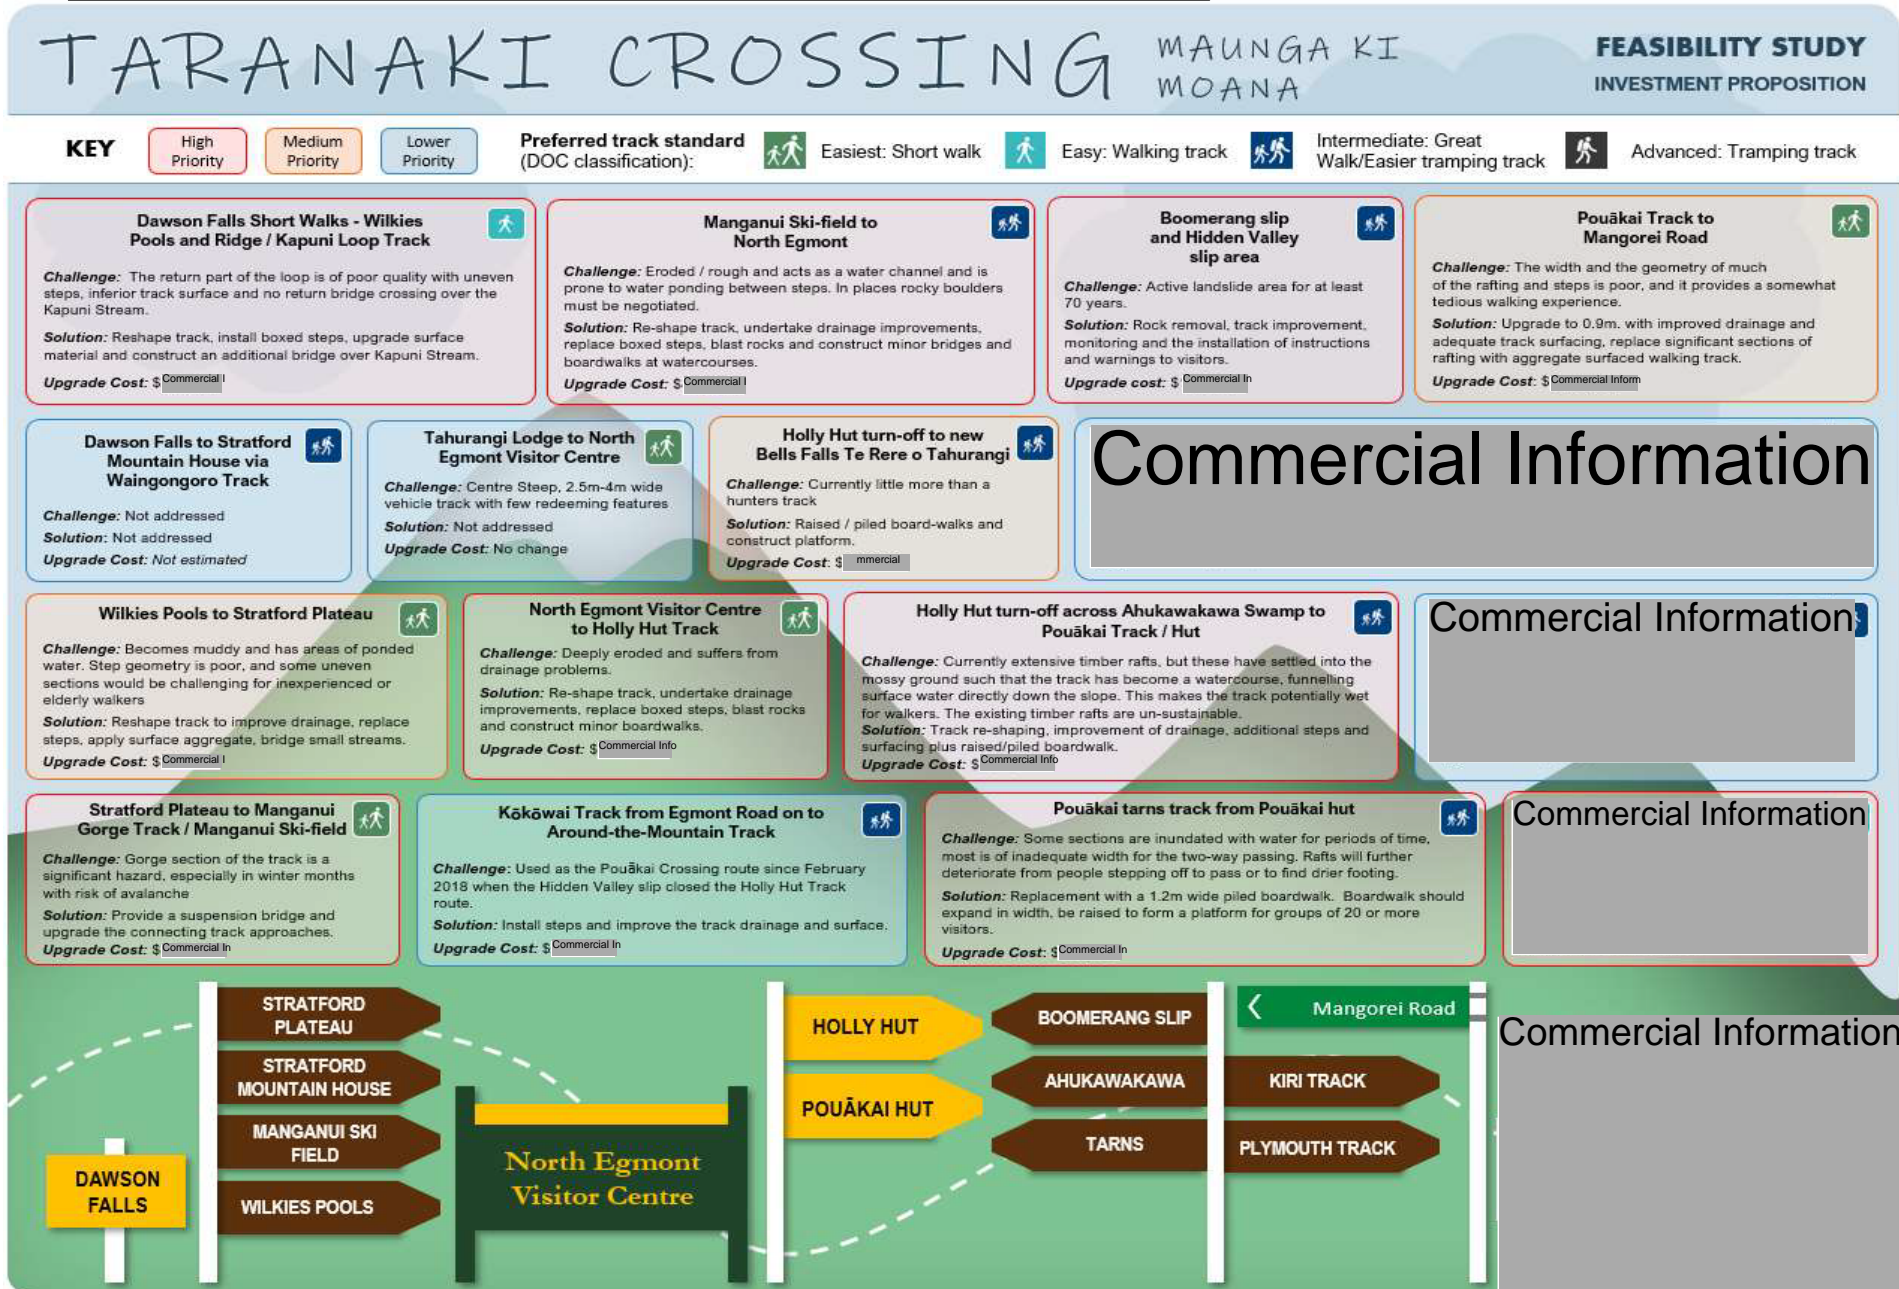 TARANAKI CROSSING
MAUNGA KI
MOANA
FEASIBILITY STUDY
INVESTMENT PROPOSITION
KEY
High
Priority
Medium
Priority
Lower
Priority
Preferred track standard
(DOC classification):
Easiest: Short walk
Easy: Walking track
Intermediate: Great
Walk/Easier tramping track
Advanced: Tramping track
Dawson Falls Short Walks - Wilkies
Pools and Ridge / Kapuni Loop Track
Challenge: The return part of the loop is of poor quality with uneven
steps, inferior track surface and no return bridge crossing over the
Kapuni Stream.
Solution: Reshape track, install boxed steps, upgrade surface
material and construct an additional bridge over Kapuni Stream.
Upgrade Cost: $ Commercial I
Manganui Ski-field to
North Egmont
Challenge: Eroded / rough and acts as a water channel and is
prone to water ponding between steps. In places rocky boulders
must be negotiated.
Solution: Re-shape track, undertake drainage improvements,
replace boxed steps, blast rocks and construct minor bridges and
boardwalks at watercourses.
Upgrade Cost: $ Commercial I
Boomerang slip
and Hidden Valley
slip area
Challenge: Active landslide area for at least
70 years.
Solution: Rock removal, track improvement,
monitoring and the installation of instructions
and warnings to visitors.
Upgrade cost: $ Commercial In
Pouākai Track to
Mangorei Road
Challenge: The width and the geometry of much
of the rafting and steps is poor, and it provides a somewhat
tedious walking experience.
Solution: Upgrade to 0.9m. with improved drainage and
adequate track surfacing, replace significant sections of
rafting with aggregate surfaced walking track.
Upgrade Cost: $ Commercial Inform
Dawson Falls to Stratford
Mountain House via
Waingongoro Track
Challenge: Not addressed
Solution: Not addressed
Upgrade Cost: Not estimated
Tahurangi Lodge to North
Egmont Visitor Centre
Challenge: Centre Steep, 2.5m-4m wide
vehicle track with few redeeming features
Solution: Not addressed
Upgrade Cost: No change
Holly Hut turn-off to new
Bells Falls Te Rere o Tahurangi
Challenge: Currently little more than a
hunters track
Solution: Raised / piled board-walks and
construct platform.
Upgrade Cost: $ mmercial
Commercial Information
Wilkies Pools to Stratford Plateau
Challenge: Becomes muddy and has areas of ponded
water. Step geometry is poor, and some uneven
sections would be challenging for inexperienced or
elderly walkers
Solution: Reshape track to improve drainage, replace
steps, apply surface aggregate, bridge small streams.
Upgrade Cost: $ Commercial I
North Egmont Visitor Centre
to Holly Hut Track
Challenge: Deeply eroded and suffers from
drainage problems.
Solution: Re-shape track, undertake drainage
improvements, replace boxed steps, blast rocks
and construct minor boardwalks.
Upgrade Cost: $ Commercial Info
Holly Hut turn-off across Ahukawakawa Swamp to
Pouākai Track / Hut
Challenge: Currently extensive timber rafts, but these have settled into the
mossy ground such that the track has become a watercourse, funnelling
surface water directly down the slope. This makes the track potentially wet
for walkers. The existing timber rafts are un-sustainable.
Solution: Track re-shaping, improvement of drainage, additional steps and
surfacing plus raised/piled boardwalk.
Upgrade Cost: $ Commercial Info
Commercial Information
Stratford Plateau to Manganui
Gorge Track / Manganui Ski-field
Challenge: Gorge section of the track is a
significant hazard, especially in winter months
with risk of avalanche
Solution: Provide a suspension bridge and
upgrade the connecting track approaches.
Upgrade Cost: $ Commercial In
Kōkōwai Track from Egmont Road on to
Around-the-Mountain Track
Challenge: Used as the Pouākai Crossing route since February
2018 when the Hidden Valley slip closed the Holly Hut Track
route.
Solution: Install steps and improve the track drainage and surface.
Upgrade Cost: $ Commercial In
Pouākai tarns track from Pouākai hut
Challenge: Some sections are inundated with water for periods of time,
most is of inadequate width for the two-way passing. Rafts will further
deteriorate from people stepping off to pass or to find drier footing.
Solution: Replacement with a 1.2m wide piled boardwalk. Boardwalk should
expand in width, be raised to form a platform for groups of 20 or more
visitors.
Upgrade Cost: $ Commercial In
Commercial Information
DAWSON
FALLS
STRATFORD
PLATEAU
STRATFORD
MOUNTAIN HOUSE
MANGANUI SKI
FIELD
WILKIES POOLS
North Egmont
Visitor Centre
HOLLY HUT
POUĀKAI HUT
BOOMERANG SLIP
AHUKAWAKAWA
TARNS
Mangorei Road
KIRI TRACK
PLYMOUTH TRACK
Commercial Information